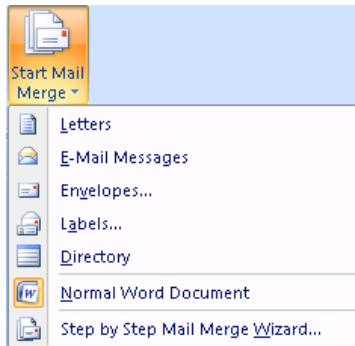 Start Mail
Merge
Letters
E-Mail Messages
Envelopes...
Labels...
Directory
Normal Word Document
Step by Step Mail Merge Wizard...